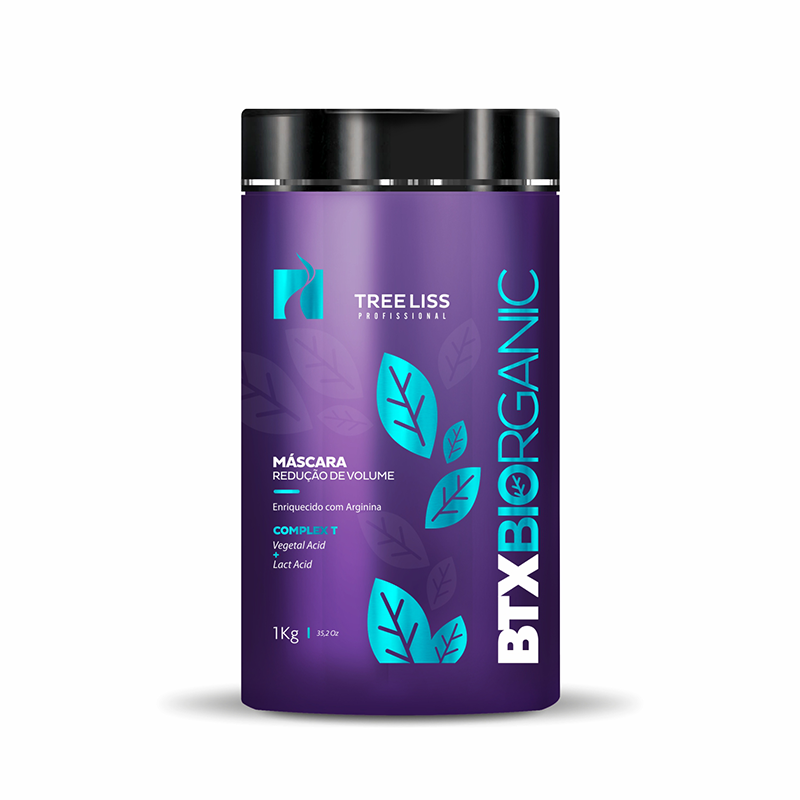 TREE LISS
PROFISSIONAL
MÁSCARA
REDUÇÃO DE VOLUME
Enriquecido com Arginina
COMPLEX T
Vegetal Acid
+
Lact Acid
1Kg | 35,2 Oz
BTXBIORGANIC